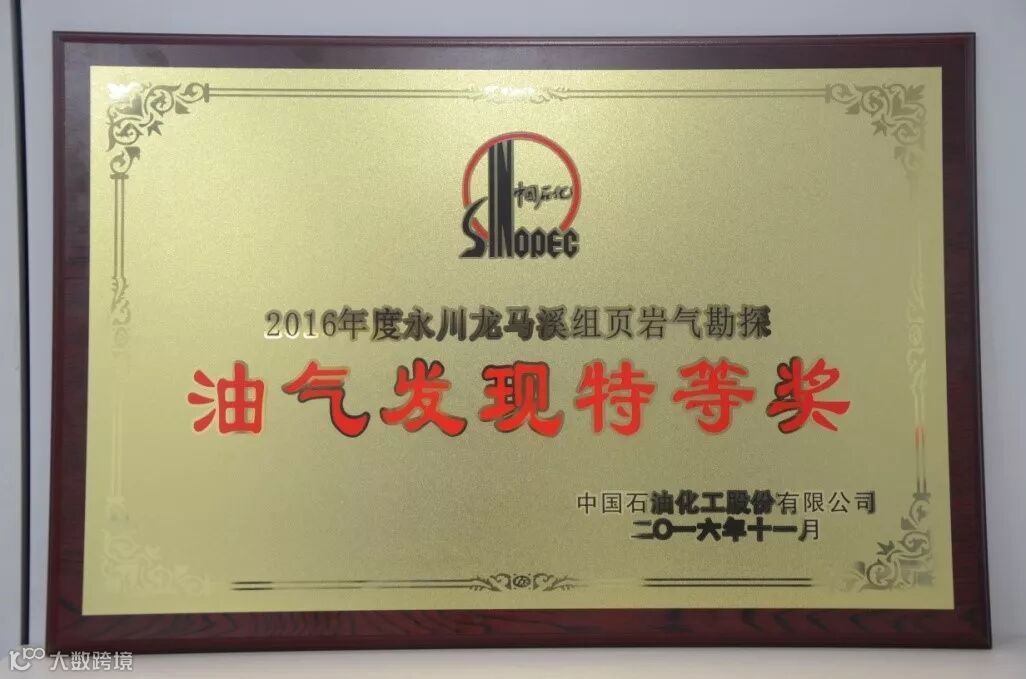 中国石化
SINOPEC
2016年度永川龙马溪组页岩气勘探
油气发现特等奖
中国石油化工股份有限公司
二〇一六年十一月
大数跨境